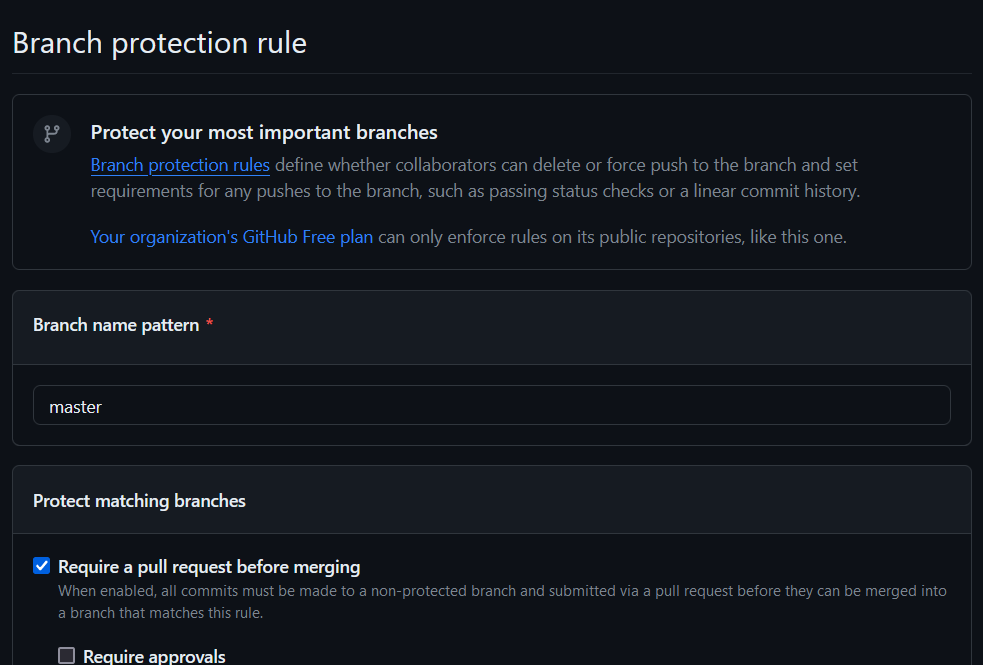 Branch protection rule
Protect your most important branches
Branch protection rules define whether collaborators can delete or force push to the branch and set
requirements for any pushes to the branch, such as passing status checks or a linear commit history.
Your organization's GitHub Free plan can only enforce rules on its public repositories, like this one.
Branch name pattern *
master
Protect matching branches
Require a pull request before merging
When enabled, all commits must be made to a non-protected branch and submitted via a pull request before they can be merged into
a branch that matches this rule.
Require approvals